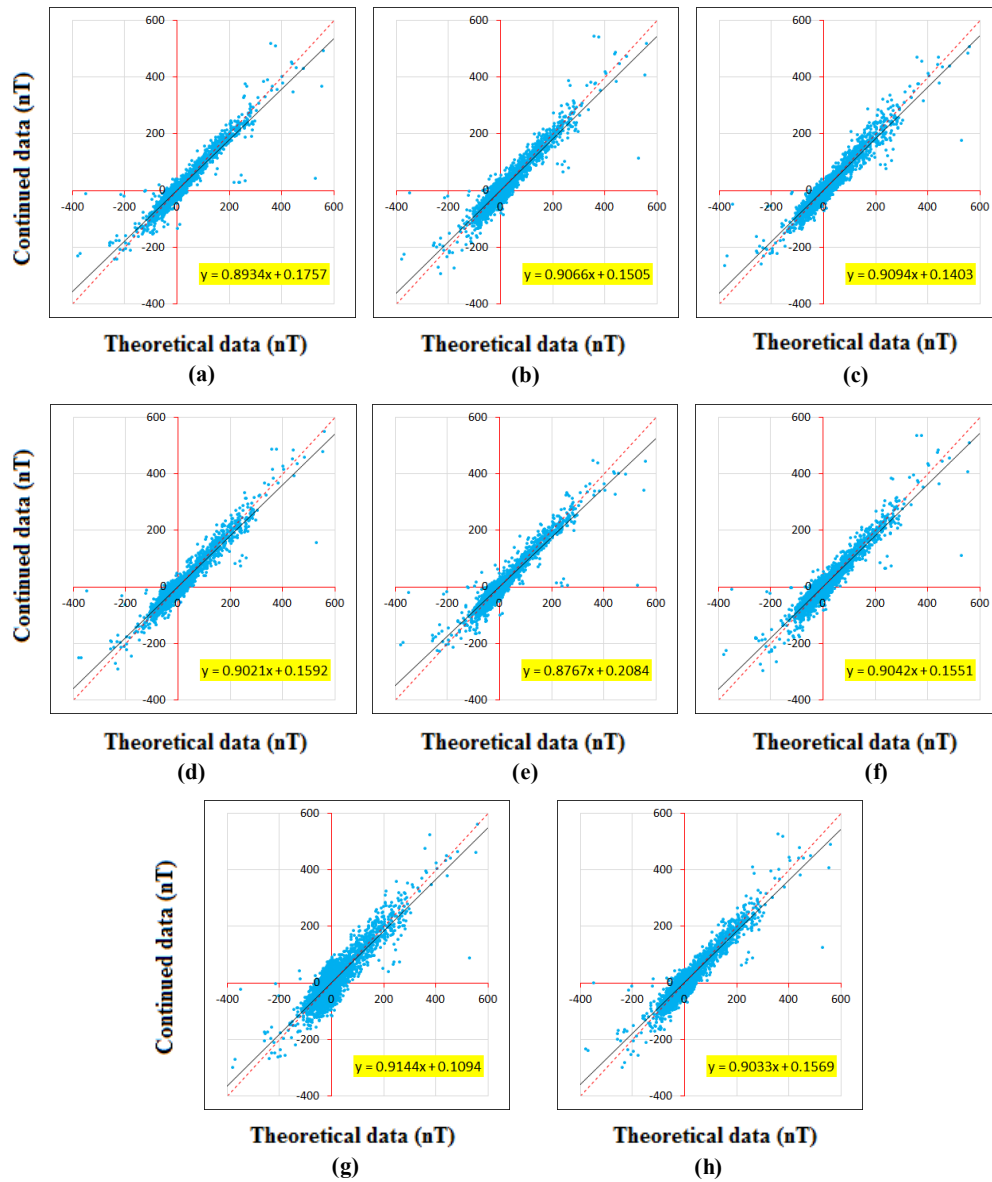 600
400
200
0
-200
-400
-400 -200 0 200 400 600
y = 0.8934x + 0.1757
Continued data (nT)
Theoretical data (nT)
(a)
600
400
200
0
-200
-400
-400 -200 0 200 400 600
y = 0.9066x + 0.1505
Theoretical data (nT)
(b)
600
400
200
0
-200
-400
-400 -200 0 200 400 600
y = 0.9094x + 0.1403
Theoretical data (nT)
(c)
600
400
200
0
-200
-400
-400 -200 0 200 400 600
y = 0.9021x + 0.1592
Continued data (nT)
Theoretical data (nT)
(d)
600
400
200
0
-200
-400
-400 -200 0 200 400 600
y = 0.8767x + 0.2084
Theoretical data (nT)
(e)
600
400
200
0
-200
-400
-400 -200 0 200 400 600
y = 0.9042x + 0.1551
Theoretical data (nT)
(f)
600
400
200
0
-200
-400
-400 -200 0 200 400 600
y = 0.9144x + 0.1094
Continued data (nT)
Theoretical data (nT)
(g)
600
400
200
0
-200
-400
-400 -200 0 200 400 600
y = 0.9033x + 0.1569
Theoretical data (nT)
(h)